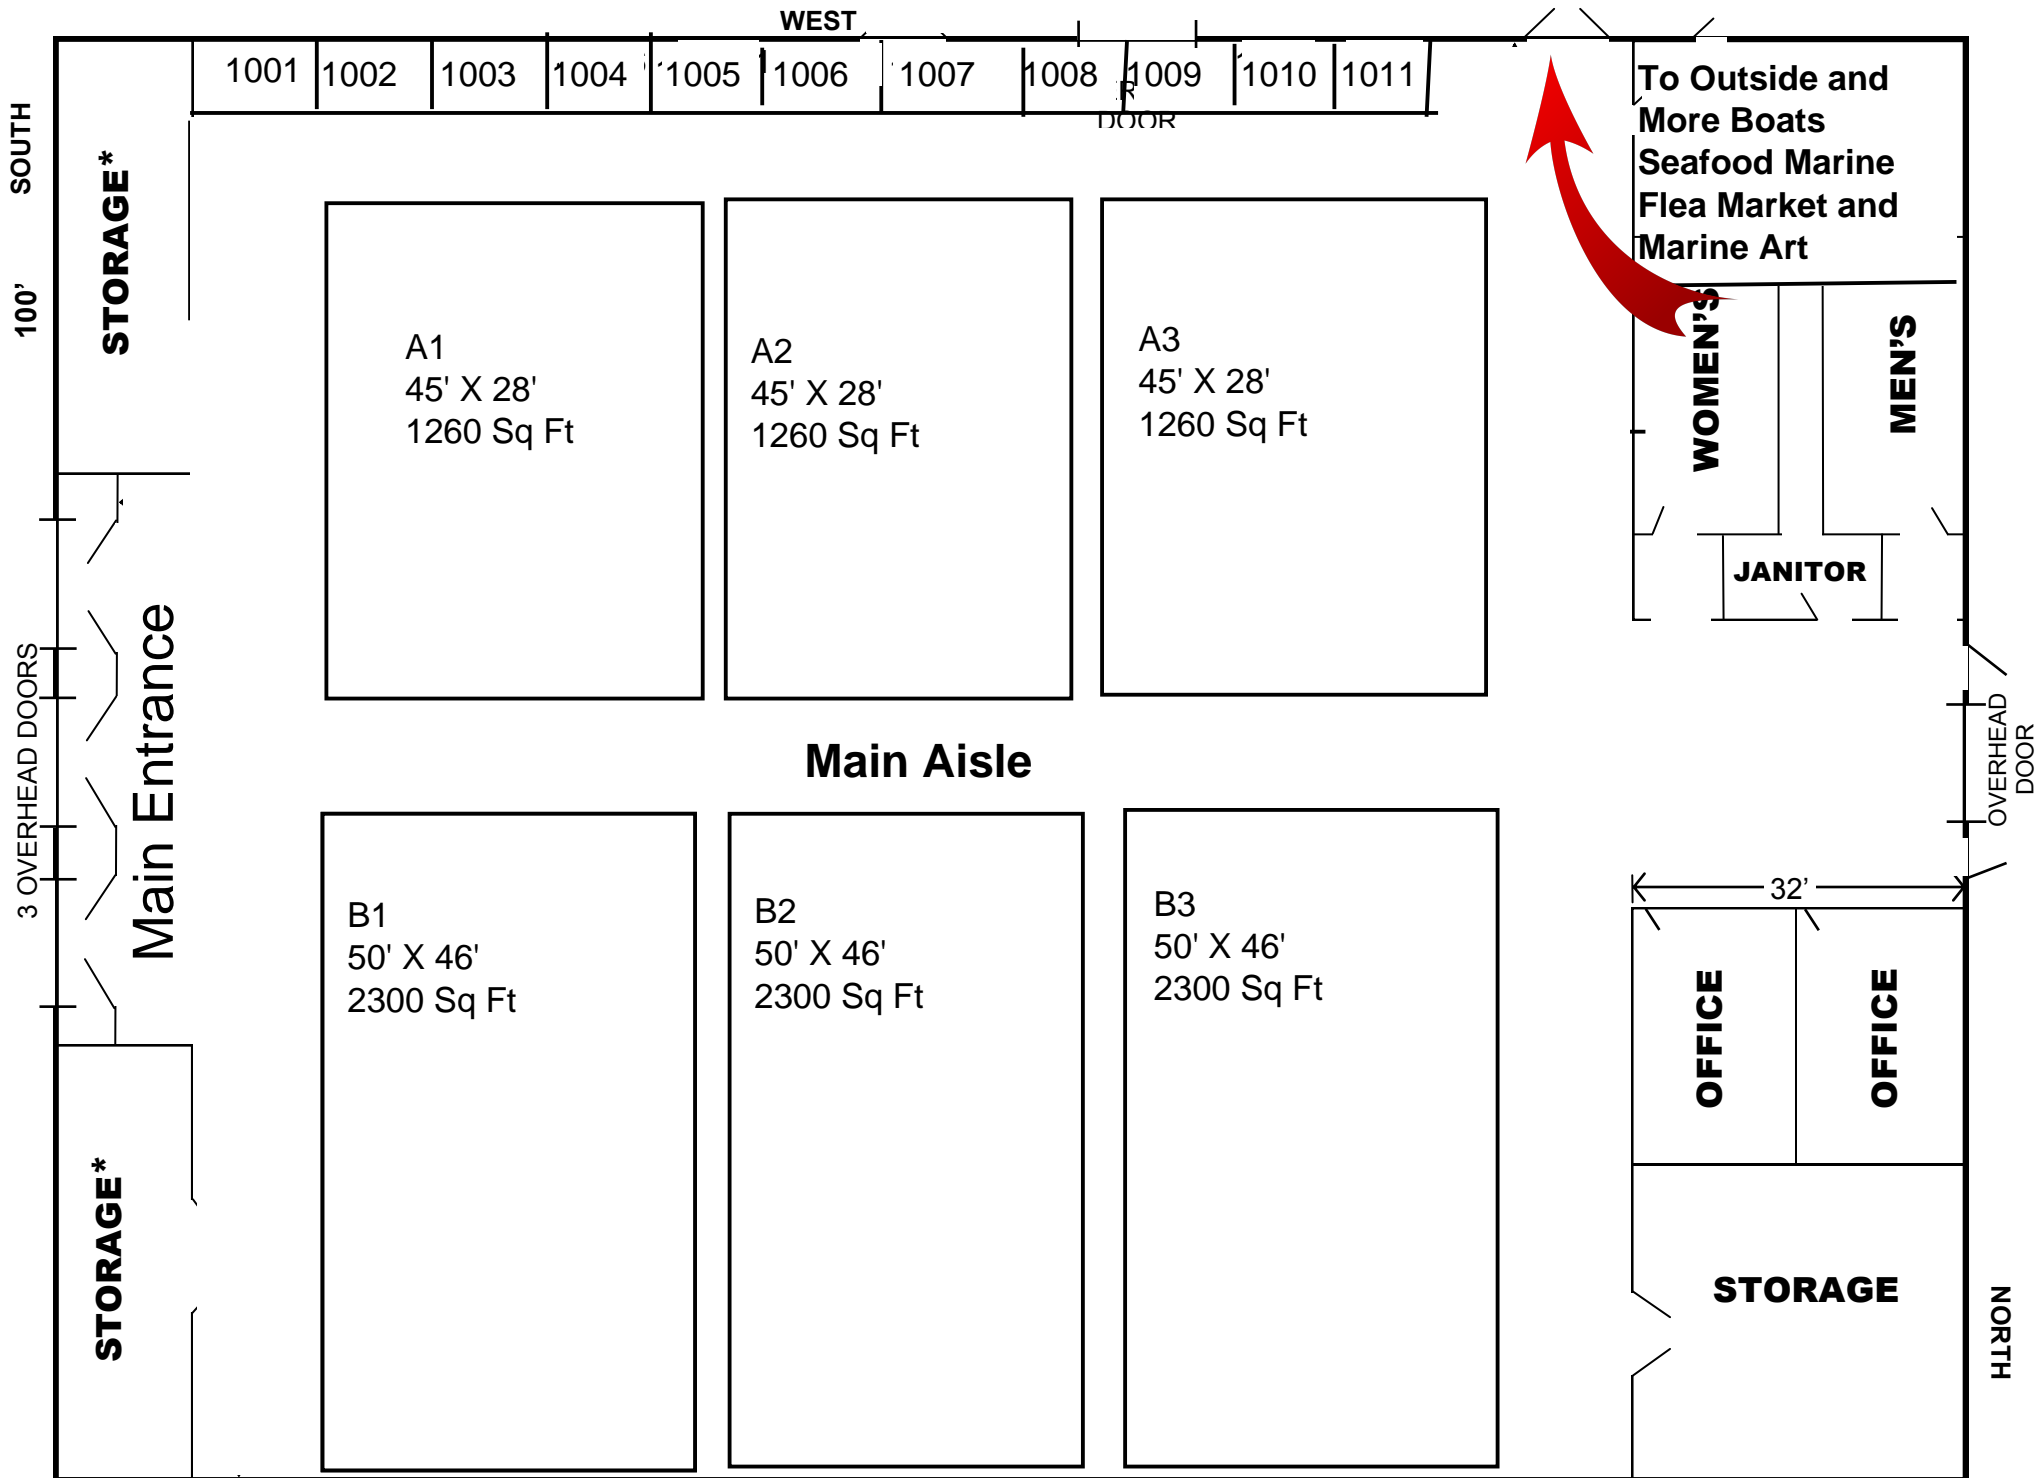 WEST
1001 1002 1003 1004 1005 1006 1007 1008 1009 1010 1011
DOOR
To Outside and
More Boats
Seafood Marine
Flea Market and
Marine Art
SOUTH
100’
STORAGE*
A1
45' X 28'
1260 Sq Ft
A2
45' X 28'
1260 Sq Ft
A3
45' X 28'
1260 Sq Ft
WOMEN’S
MEN’S
JANITOR
3 OVERHEAD DOORS
Main Entrance
Main Aisle
OVERHEAD
DOOR
32’
B1
50' X 46'
2300 Sq Ft
B2
50' X 46'
2300 Sq Ft
B3
50' X 46'
2300 Sq Ft
OFFICE
OFFICE
STORAGE*
STORAGE
NORTH